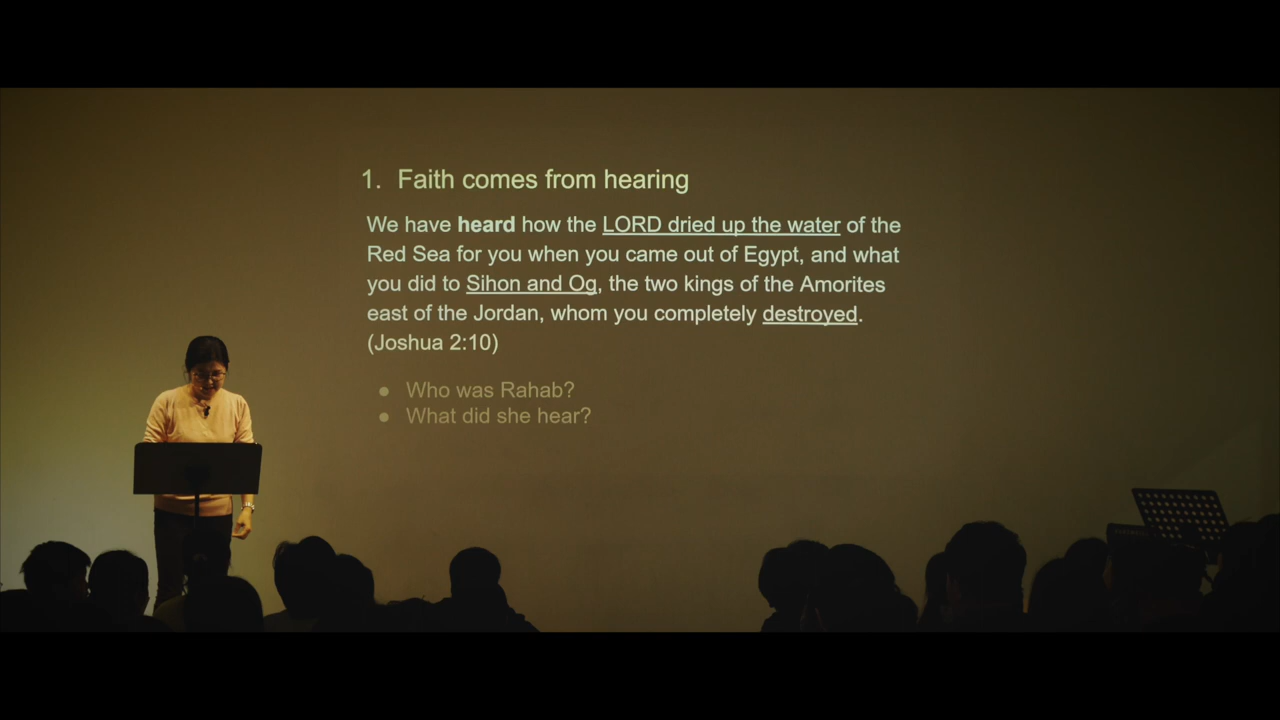 1. Faith comes from hearing
We have heard how the LORD dried up the water of the
Red Sea for you when you came out of Egypt, and what
you did to Sihon and Og, the two kings of the Amorites
east of the Jordan, whom you completely destroyed.
(Joshua 2:10)
● Who was Rahab?
● What did she hear?